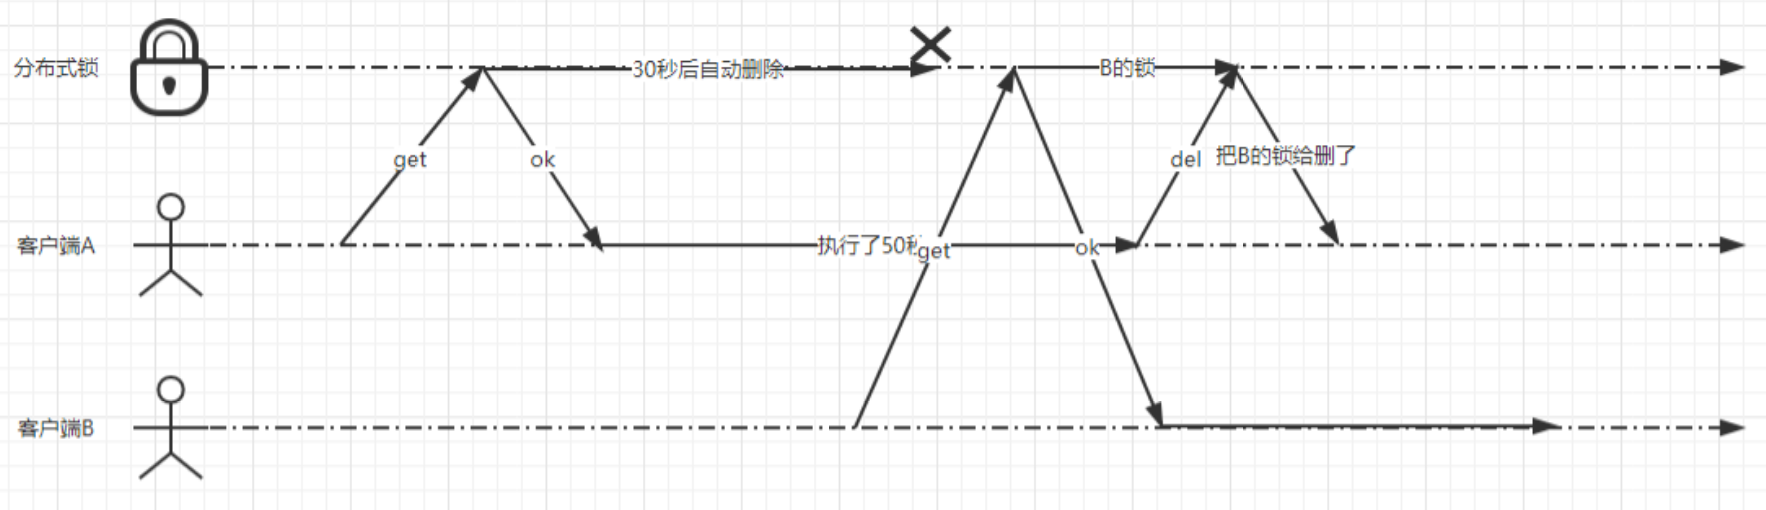 分布式锁
30秒后自动删除
B的锁
get
ok
del
把B的锁给删了
客户端A
执行了50秒
get
ok
客户端B